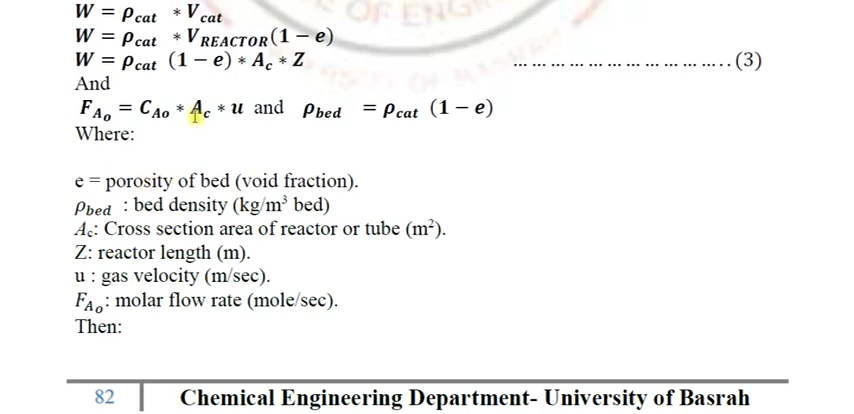 W = ρcat * Vcat
W = ρcat * VREACTOR(1 − e)
W = ρcat (1 − e) * Ac * Z ... ... ... ... ... ... ... ... ... ... ... . . (3)
And
FAo = CAo * Ac * u and ρbed = ρcat (1 − e)
Where:
e = porosity of bed (void fraction).
ρbed : bed density (kg/m³ bed)
Ac: Cross section area of reactor or tube (m²).
Z: reactor length (m).
u : gas velocity (m/sec).
FAo: molar flow rate (mole/sec).
Then:
82 Chemical Engineering Department- University of Basrah